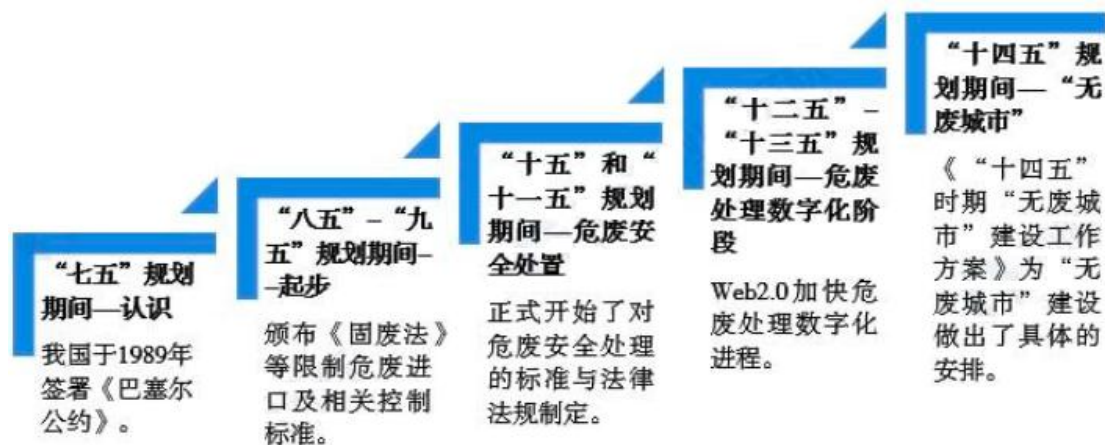 “七五”规划
期间—认识
我国于1989年
签署《巴塞尔
公约》。
“八五”–“九
五”规划期间–
–起步
颁布《固废法》
等限制危废进
口及相关控制
标准。
“十五”和“
十一五”规划
期间—危废安
全处置
正式开始了对
危废安全处理
的标准与法律
法规制定。
“十二五”–
“十三五”规
划期间—危废
处理数字化阶
段
Web2.0加快危
废处理数字化
进程。
“十四五”规
划期间—“无
废城市”
《“十四五”
时期“无废城
市”建设工作
方案》为“无
废城市”建设
做出了具体的
安排。